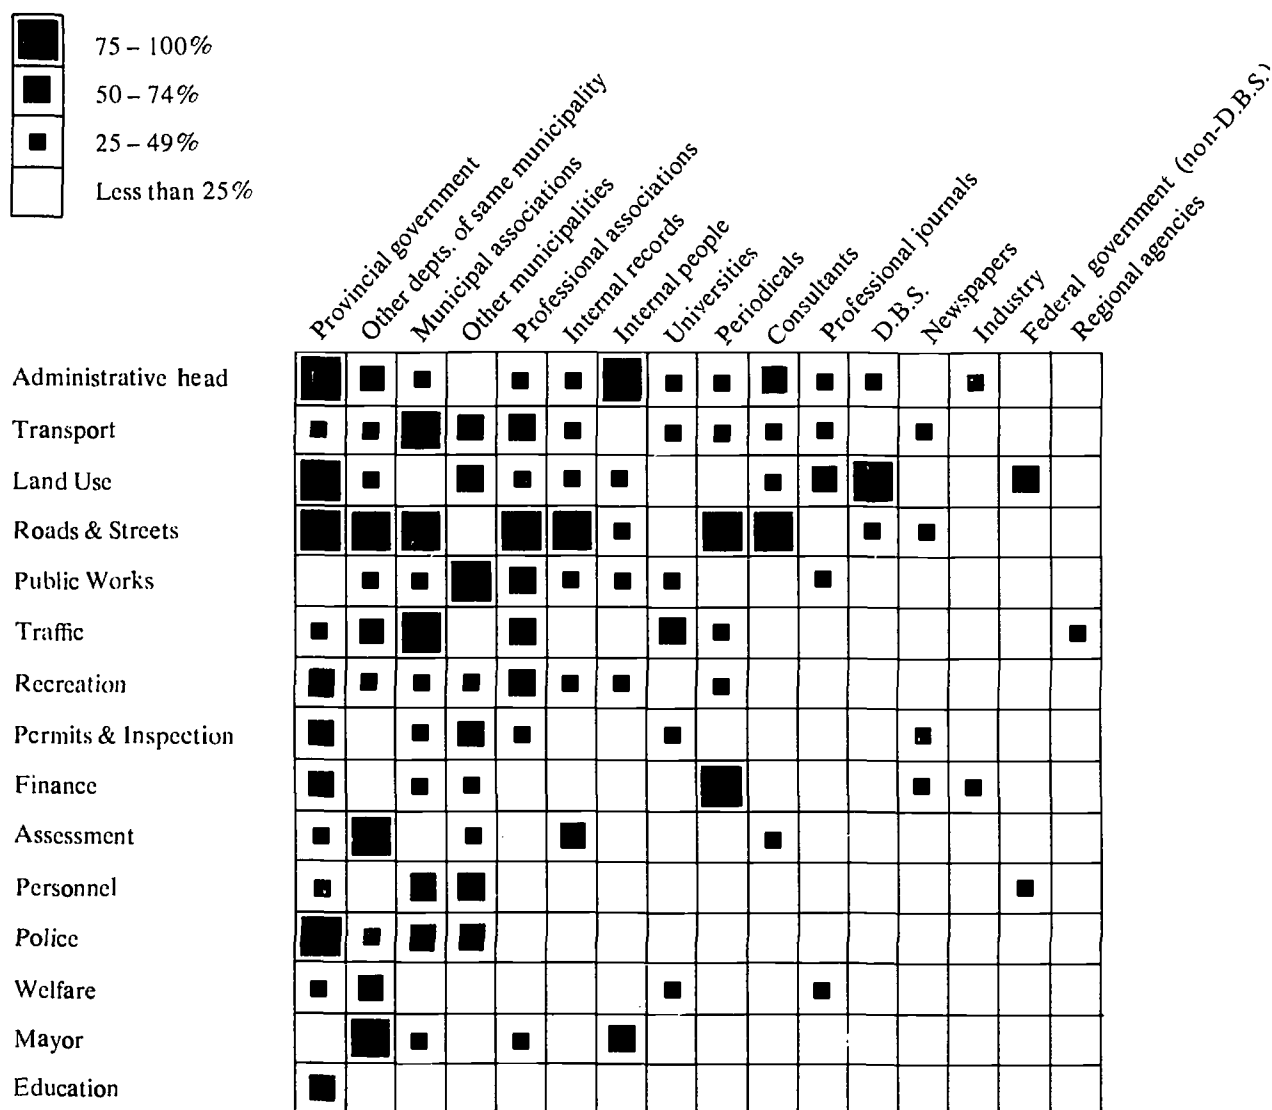 75 – 100%
50 – 74%
25 – 49%
Less than 25%
Provincial government
Other depts. of same municipality
Municipal associations
Other municipalities
Professional associations
Internal records
Internal people
Universities
Periodicals
Consultants
Professional journals
D.B.S.
Newspapers
Industry
Federal government (non-D.B.S.)
Regional agencies
Administrative head
Transport
Land Use
Roads & Streets
Public Works
Traffic
Recreation
Permits & Inspection
Finance
Assessment
Personnel
Police
Welfare
Mayor
Education